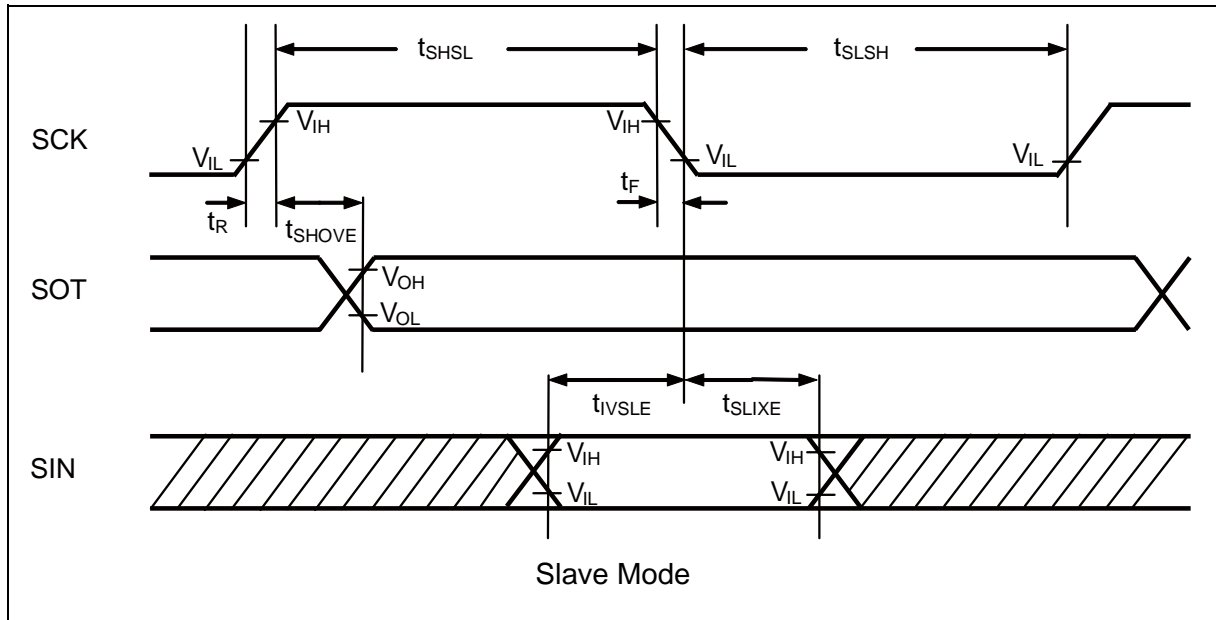 tSHSL
tSLSH
SCK
VIH
VIH
VIL
VIL
VIL
tR
tSHOVE
tF
SOT
VOH
VOL
tIVSLE
tSLIXE
SIN
VIH
VIH
VIL
VIL
Slave Mode